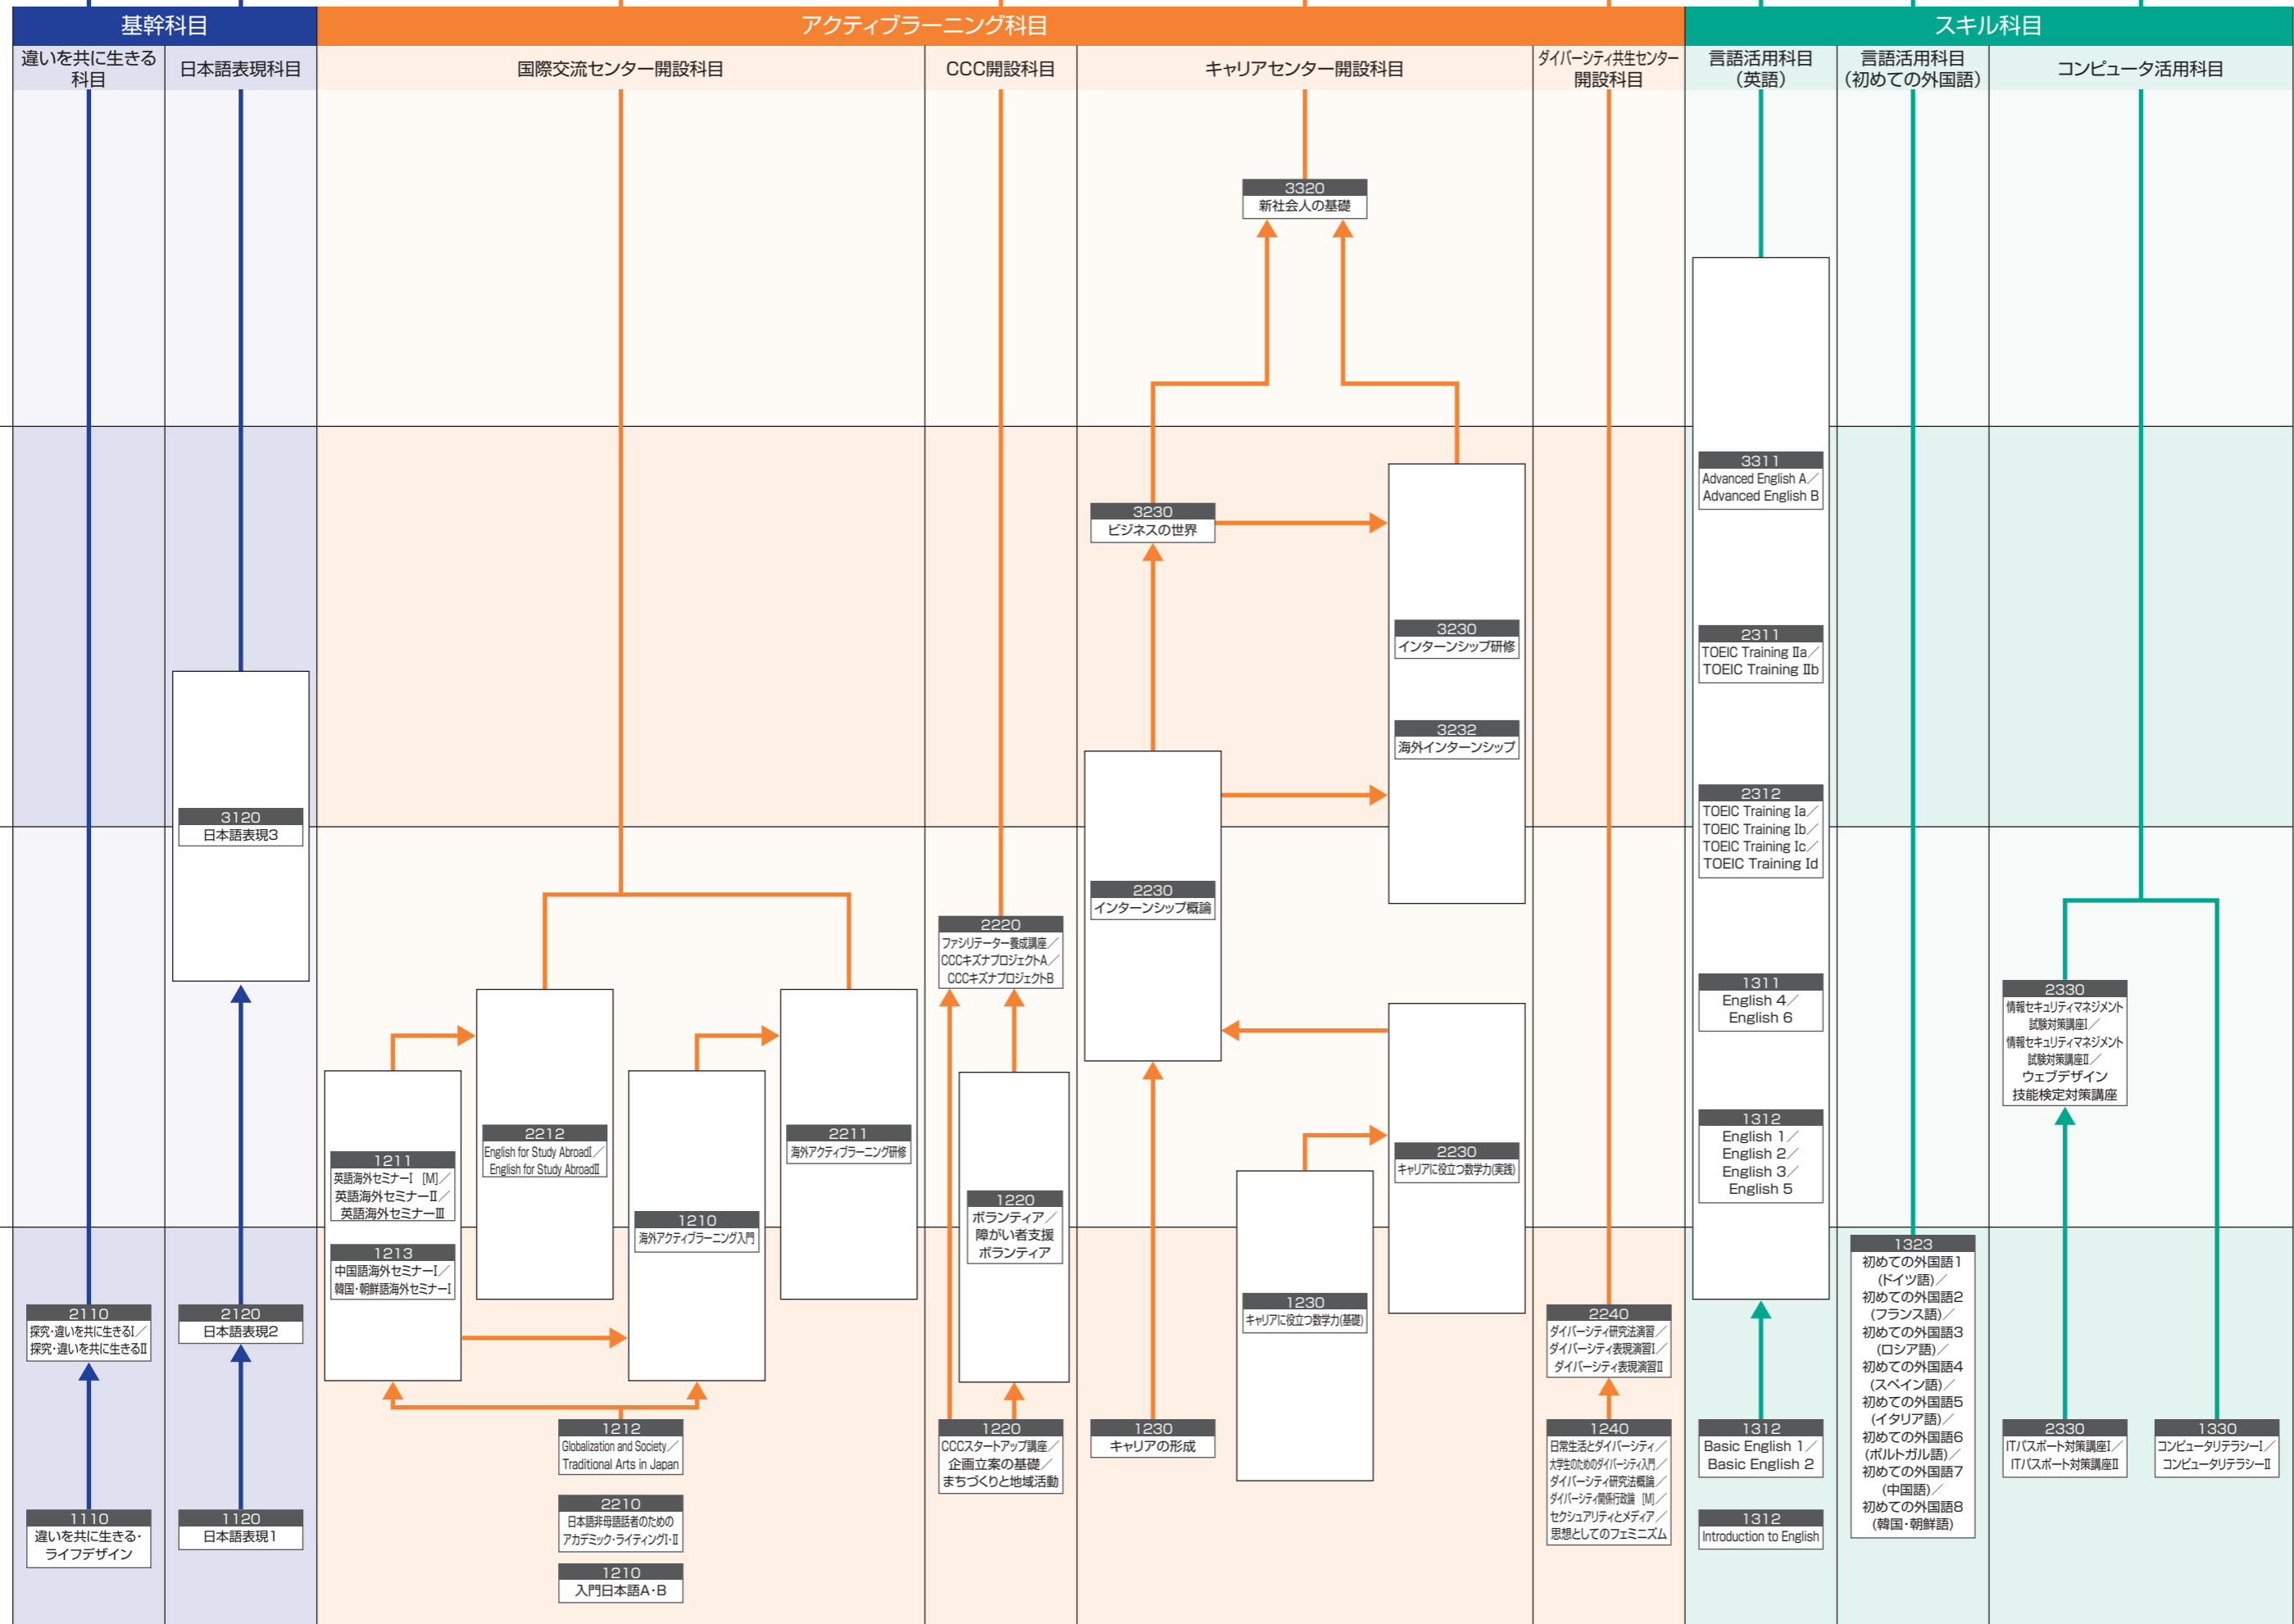 基幹科目
アクティブラーニング科目
スキル科目
違いを共に生きる
科目
日本語表現科目
国際交流センター開設科目
CCC開設科目
キャリアセンター開設科目
ダイバーシティ共生センター
開設科目
言語活用科目
(英語)
言語活用科目
(初めての外国語)
コンピュータ活用科目
2110
探究・違いを共に生きるI／
探究・違いを共に生きるⅡ
1110
違いを共に生きる・
ライフデザイン
3120
日本語表現3
2120
日本語表現2
1120
日本語表現1
1211
英語海外セミナーI [M]／
英語海外セミナーⅡ／
英語海外セミナーⅢ
1213
中国語海外セミナーI／
韓国・朝鮮語海外セミナーI
2212
English for Study AbroadI／
English for Study AbroadⅡ
1210
海外アクティブラーニング入門
2211
海外アクティブラーニング研修
1212
Globalization and Society／
Traditional Arts in Japan
2210
日本語非母語話者のための
アカデミック・ライティングI・Ⅱ
1210
入門日本語A・B
2220
ファシリテーター養成講座／
CCCキズナプロジェクトA／
CCCキズナプロジェクトB
1220
ボランティア／
障がい者支援
ボランティア
1220
CCCスタートアップ講座／
企画立案の基礎／
まちづくりと地域活動
3320
新社会人の基礎
3230
ビジネスの世界
3230
インターンシップ研修
3232
海外インターンシップ
2230
インターンシップ概論
2230
キャリアに役立つ数学力(実践)
1230
キャリアに役立つ数学力(基礎)
1230
キャリアの形成
2240
ダイバーシティ研究法演習／
ダイバーシティ表現演習I／
ダイバーシティ表現演習Ⅱ
1240
日常生活とダイバーシティ／
大学生のためのダイバーシティ入門／
ダイバーシティ研究法概論／
ダイバーシティ関係行政論 [M]／
セクシュアリティとメディア／
思想としてのフェミニズム
3311
Advanced English A／
Advanced English B
2311
TOEIC Training Ⅱa／
TOEIC Training Ⅱb
2312
TOEIC Training Ia／
TOEIC Training Ib／
TOEIC Training Ic／
TOEIC Training Id
1311
English 4／
English 6
1312
English 1／
English 2／
English 3／
English 5
1312
Basic English 1／
Basic English 2
1312
Introduction to English
1323
初めての外国語1
(ドイツ語)／
初めての外国語2
(フランス語)／
初めての外国語3
(ロシア語)／
初めての外国語4
(スペイン語)／
初めての外国語5
(イタリア語)／
初めての外国語6
(ポルトガル語)／
初めての外国語7
(中国語)／
初めての外国語8
(韓国・朝鮮語)
2330
情報セキュリティマネジメント
試験対策講座I／
情報セキュリティマネジメント
試験対策講座Ⅱ／
ウェブデザイン
技能検定対策講座
2330
ITパスポート対策講座I／
ITパスポート対策講座Ⅱ
1330
コンピュータリテラシーI／
コンピュータリテラシーⅡ